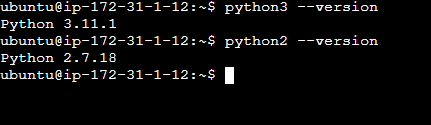 ubuntu@ip-172-31-1-12:~$ python3 --version
Python 3.11.1
ubuntu@ip-172-31-1-12:~$ python2 --version
Python 2.7.18
ubuntu@ip-172-31-1-12:~$